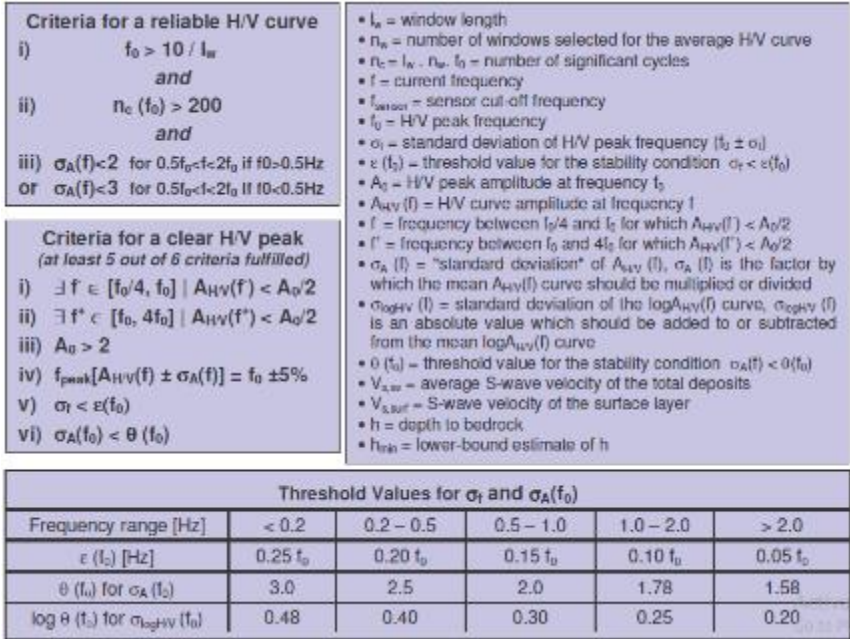 Criteria for a reliable H/V curve
i) f₀ > 10 / lw
and
ii) nc (f₀) > 200
and
iii) σA(f)<2 for 0.5f₀<f<2f₀ if f0>0.5Hz
or σA(f)<3 for 0.5f₀<f<2f₀ if f0<0.5Hz
Criteria for a clear H/V peak
(at least 5 out of 6 criteria fulfilled)
i) ∃ f⁻ ∈ [f₀/4, f₀] | AH/V(f⁻) < A₀/2
ii) ∃ f⁺ ∈ [f₀, 4f₀] | AH/V(f⁺) < A₀/2
iii) A₀ > 2
iv) fpeak[AH/V(f) ± σA(f)] = f₀ ±5%
v) σf < ε(f₀)
vi) σA(f₀) < θ (f₀)
• lw = window length
• nw = number of windows selected for the average H/V curve
• nc = lw . nw. f₀ = number of significant cycles
• f = current frequency
• fsensor = sensor cut-off frequency
• f₀ = H/V peak frequency
• σf = standard deviation of H/V peak frequency (f₀ ± σf)
• ε (f₀) = threshold value for the stability condition σf < ε(f₀)
• A₀ = H/V peak amplitude at frequency f₀
• AH/V (f) = H/V curve amplitude at frequency f
• f⁻ = frequency between f₀/4 and f₀ for which AH/V(f⁻) < A₀/2
• f⁺ = frequency between f₀ and 4f₀ for which AH/V(f⁺) < A₀/2
• σA (f) = "standard deviation" of AH/V (f), σA (f) is the factor by
which the mean AH/V(f) curve should be multiplied or divided
• σlogH/V (f) = standard deviation of the logAH/V(f) curve, σlogH/V (f)
is an absolute value which should be added to or subtracted
from the mean logAH/V(f) curve
• θ (f₀) = threshold value for the stability condition σA(f) < θ(f₀)
• Vs,av = average S-wave velocity of the total deposits
• Vs,surf = S-wave velocity of the surface layer
• h = depth to bedrock
• hmin = lower-bound estimate of h
Threshold Values for σf and σA(f₀)
Frequency range [Hz] < 0.2 0.2 – 0.5 0.5 – 1.0 1.0 – 2.0 > 2.0
ε (f₀) [Hz] 0.25 f₀ 0.20 f₀ 0.15 f₀ 0.10 f₀ 0.05 f₀
θ (f₀) for σA (f₀) 3.0 2.5 2.0 1.78 1.58
log θ (f₀) for σlogH/V (f₀) 0.48 0.40 0.30 0.25 0.20